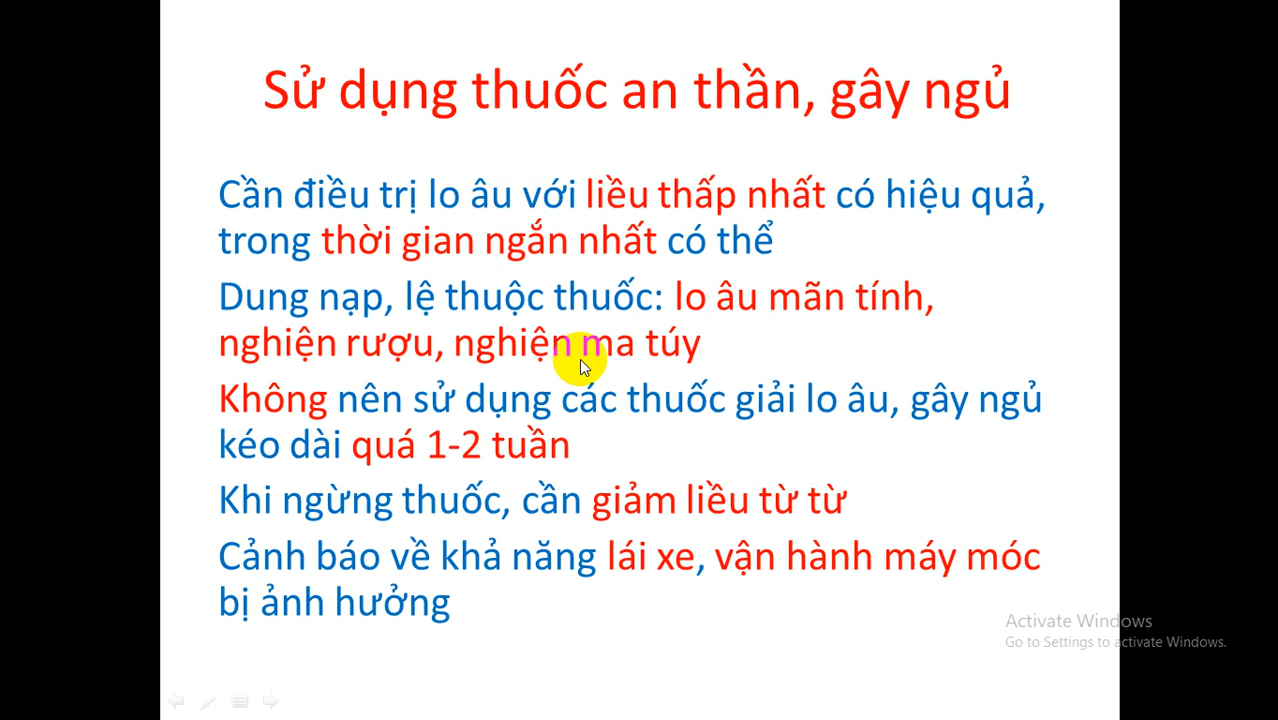 Sử dụng thuốc an thần, gây ngủ
Cần điều trị lo âu với liều thấp nhất có hiệu quả,
trong thời gian ngắn nhất có thể
Dung nạp, lệ thuộc thuốc: lo âu mãn tính,
nghiện rượu, nghiện ma túy
Không nên sử dụng các thuốc giải lo âu, gây ngủ
kéo dài quá 1-2 tuần
Khi ngừng thuốc, cần giảm liều từ từ
Cảnh báo về khả năng lái xe, vận hành máy móc
bị ảnh hưởng
Activate Windows
Go to Settings to activate Windows.